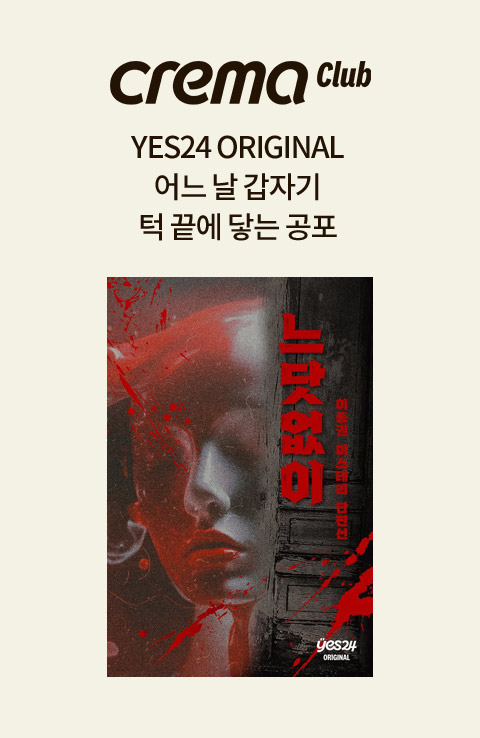 crema Club
YES24 ORIGINAL
어느 날 갑자기
턱 끝에 닿는 공포
느닷없이
이종권 미스터리 단편선
yes24
ORIGINAL